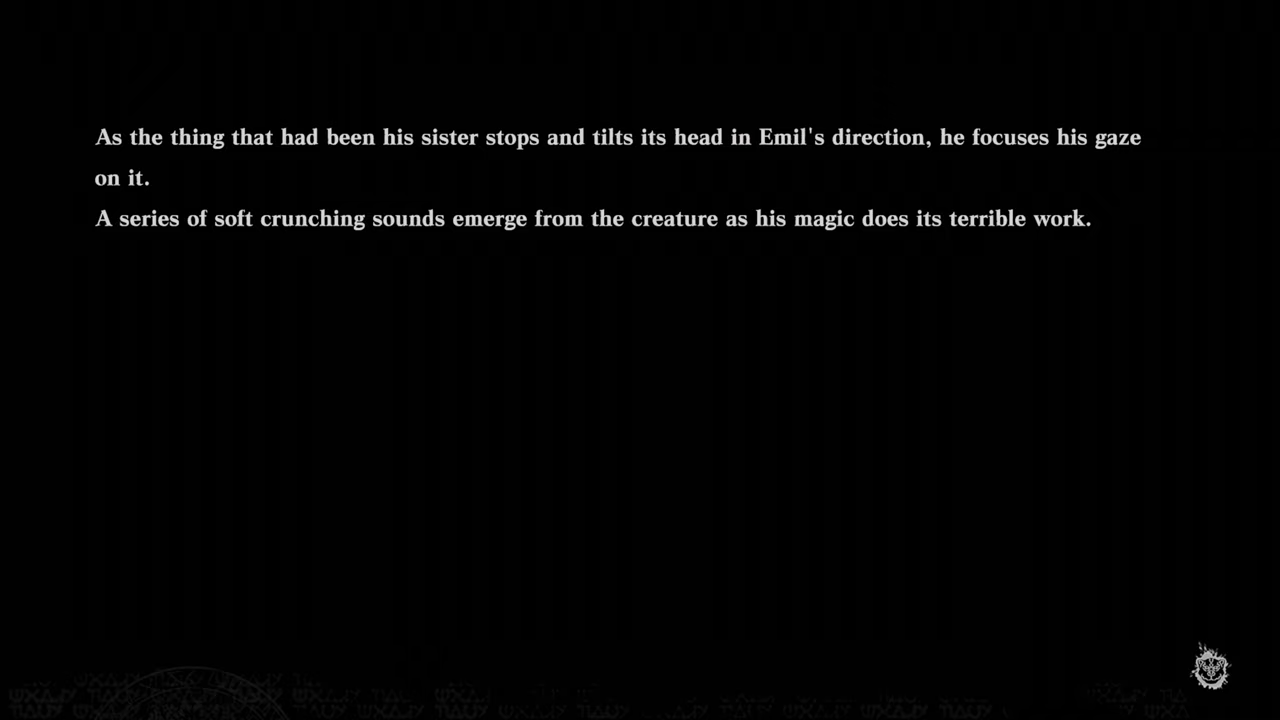 As the thing that had been his sister stops and tilts its head in Emil's direction, he focuses his gaze
on it.
A series of soft crunching sounds emerge from the creature as his magic does its terrible work.